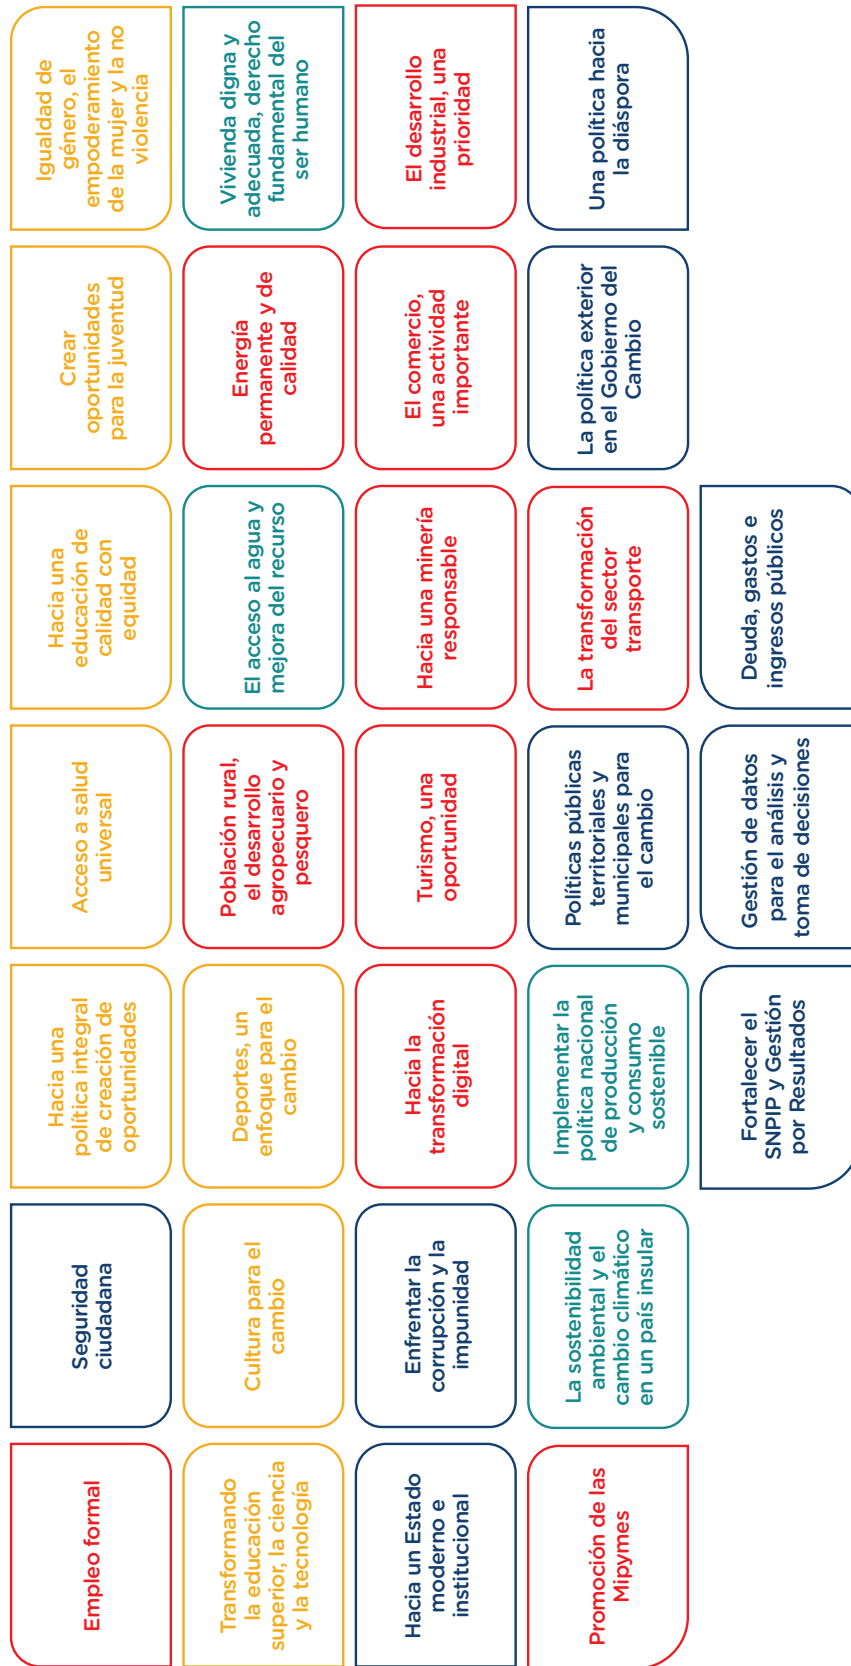 Empleo formal
Seguridad
ciudadana
Hacia una
política integral
de creación de
oportunidades
Acceso a salud
universal
Hacia una
educación de
calidad con
equidad
Crear
oportunidades
para la juventud
Igualdad de
género, el
empoderamiento
de la mujer y la no
violencia
Transformando
la educación
superior, la ciencia
y la tecnología
Cultura para el
cambio
Deportes, un
enfoque para el
cambio
Población rural,
el desarrollo
agropecuario y
pesquero
El acceso al agua y
mejora del recurso
Energía
permanente y de
calidad
Vivienda digna y
adecuada, derecho
fundamental del
ser humano
Hacia un Estado
moderno e
institucional
Enfrentar la
corrupción y la
impunidad
Hacia la
transformación
digital
Turismo, una
oportunidad
Hacia una minería
responsable
El comercio,
una actividad
importante
El desarrollo
industrial, una
prioridad
Promoción de las
Mipymes
La sostenibilidad
ambiental y el
cambio climático
en un país insular
Implementar la
política nacional
de producción
y consumo
sostenible
Políticas públicas
territoriales y
municipales para
el cambio
La transformación
del sector
transporte
La política exterior
en el Gobierno del
Cambio
Una política hacia
la diáspora
Fortalecer el
SNPIP y Gestión
por Resultados
Gestión de datos
para el análisis y
toma de decisiones
Deuda, gastos e
ingresos públicos